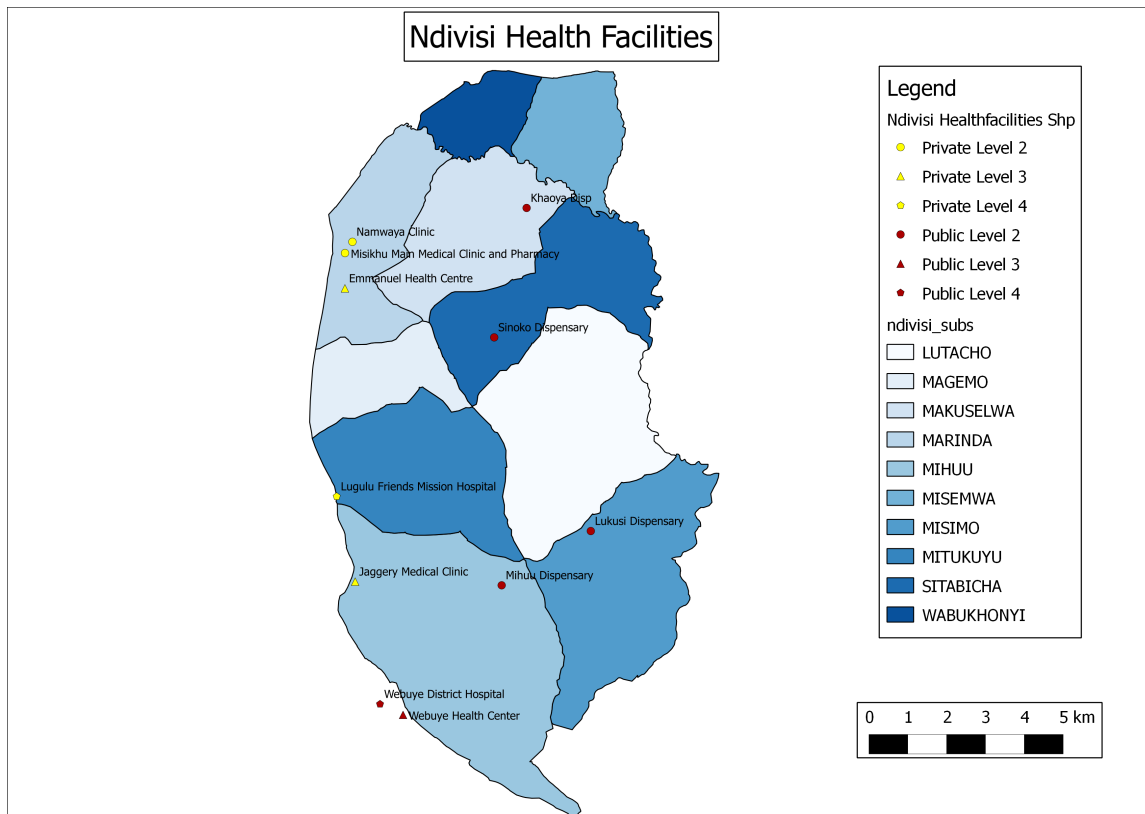 Ndivisi Health Facilities
Khaoya Disp
Namwaya Clinic
Misikhu Main Medical Clinic and Pharmacy
Emmanuel Health Centre
Sinoko Dispensary
Lugulu Friends Mission Hospital
Lukusi Dispensary
Jaggery Medical Clinic
Mihuu Dispensary
Webuye District Hospital
Webuye Health Center
Legend
Ndivisi Healthfacilities Shp
Private Level 2
Private Level 3
Private Level 4
Public Level 2
Public Level 3
Public Level 4
ndivisi_subs
LUTACHO
MAGEMO
MAKUSELWA
MARINDA
MIHUU
MISEMWA
MISIMO
MITUKUYU
SITABICHA
WABUKHONYI
0 1 2 3 4 5 km